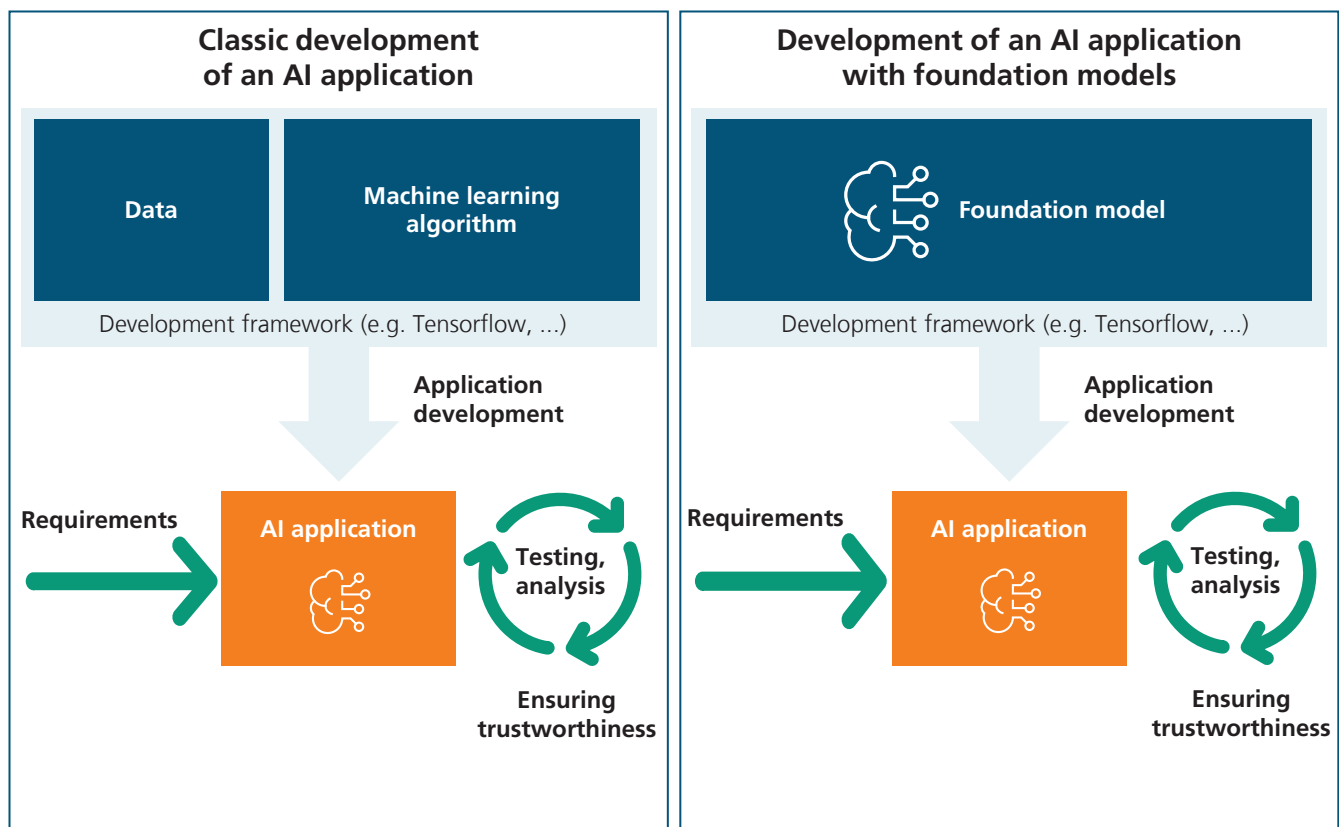 Classic development
of an AI application
Data
Machine learning
algorithm
Development framework (e.g. Tensorflow, ...)
Application
development
Requirements
AI application
Testing,
analysis
Ensuring
trustworthiness
Development of an AI application
with foundation models
Foundation model
Development framework (e.g. Tensorflow, ...)
Application
development
Requirements
AI application
Testing,
analysis
Ensuring
trustworthiness